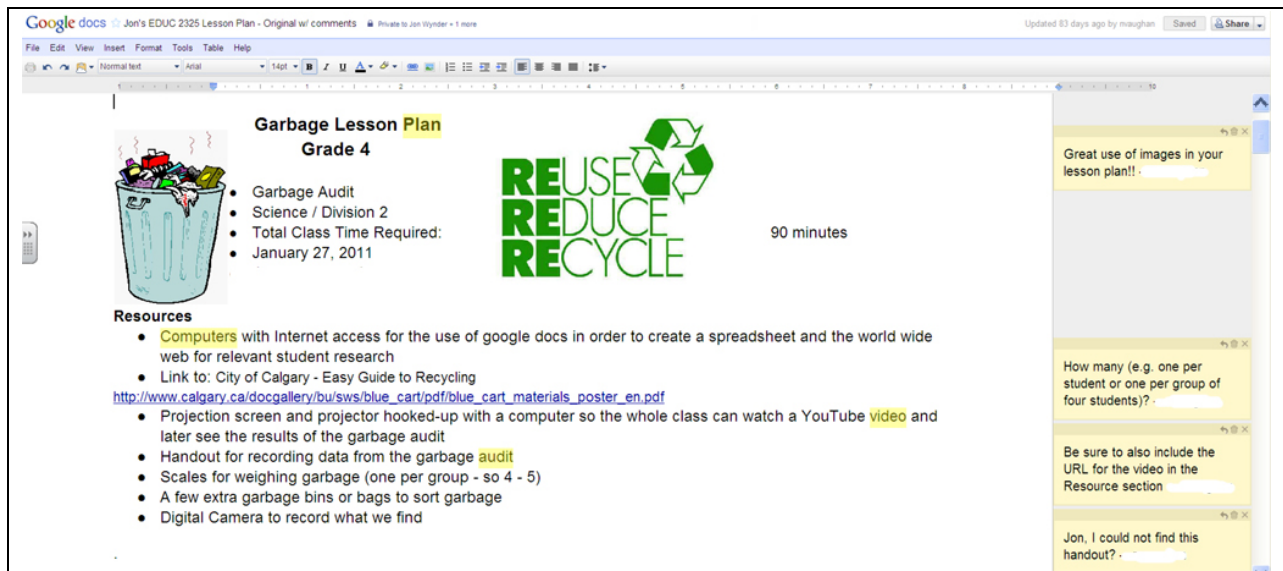 Google docs Jon's EDUC 2325 Lesson Plan - Original w/ comments Private to Jon Wynder + 1 more
Updated 83 days ago by mvaughan Saved Share
File Edit View Insert Format Tools Table Help
Normal text Arial 14pt B I U A
1 1 2 3 4 5 6 7 8 10
Garbage Lesson Plan
Grade 4
● Garbage Audit
● Science / Division 2
● Total Class Time Required: 90 minutes
● January 27, 2011
REUSE
REDUCE
RECYCLE
Resources
● Computers with Internet access for the use of google docs in order to create a spreadsheet and the world wide
web for relevant student research
● Link to: City of Calgary - Easy Guide to Recycling
http://www.calgary.ca/docgallery/bu/sws/blue_cart/pdf/blue_cart_materials_poster_en.pdf
● Projection screen and projector hooked-up with a computer so the whole class can watch a YouTube video and
later see the results of the garbage audit
● Handout for recording data from the garbage audit
● Scales for weighing garbage (one per group - so 4 - 5)
● A few extra garbage bins or bags to sort garbage
● Digital Camera to record what we find
Great use of images in your
lesson plan!! -
How many (e.g. one per
student or one per group of
four students)? -
Be sure to also include the
URL for the video in the
Resource section
Jon, I could not find this
handout? -